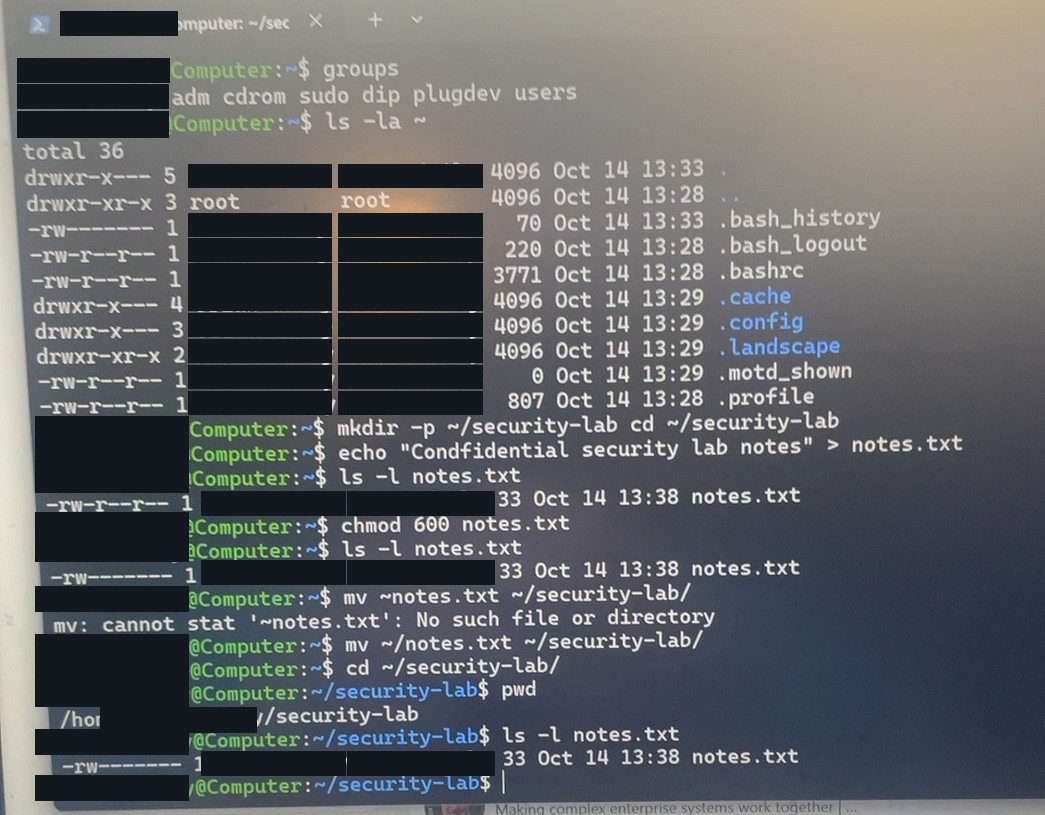 omputer: ~/sec
Computer:~$ groups
adm cdrom sudo dip plugdev users
@Computer:~$ ls -la ~
total 36
drwxr-x--- 5 4096 Oct 14 13:33 .
drwxr-xr-x 3 root root 4096 Oct 14 13:28 ..
-rw------- 1 70 Oct 14 13:33 .bash_history
-rw-r--r-- 1 220 Oct 14 13:28 .bash_logout
-rw-r--r-- 1 3771 Oct 14 13:28 .bashrc
drwxr-x--- 4 4096 Oct 14 13:29 .cache
drwxr-x--- 3 4096 Oct 14 13:29 .config
drwxr-xr-x 2 4096 Oct 14 13:29 .landscape
-rw-r--r-- 1 0 Oct 14 13:29 .motd_shown
-rw-r--r-- 1 807 Oct 14 13:28 .profile
Computer:~$ mkdir -p ~/security-lab cd ~/security-lab
Computer:~$ echo "Condfidential security lab notes" > notes.txt
@Computer:~$ ls -l notes.txt
-rw-r--r-- 1 33 Oct 14 13:38 notes.txt
@Computer:~$ chmod 600 notes.txt
@Computer:~$ ls -l notes.txt
-rw------- 1 33 Oct 14 13:38 notes.txt
@Computer:~$ mv ~notes.txt ~/security-lab/
mv: cannot stat '~notes.txt': No such file or directory
@Computer:~$ mv ~/notes.txt ~/security-lab/
@Computer:~$ cd ~/security-lab/
@Computer:~/security-lab$ pwd
/hom y/security-lab
y@Computer:~/security-lab$ ls -l notes.txt
-rw------- 1 33 Oct 14 13:38 notes.txt
y@Computer:~/security-lab$
Making complex enterprise systems work together | ...